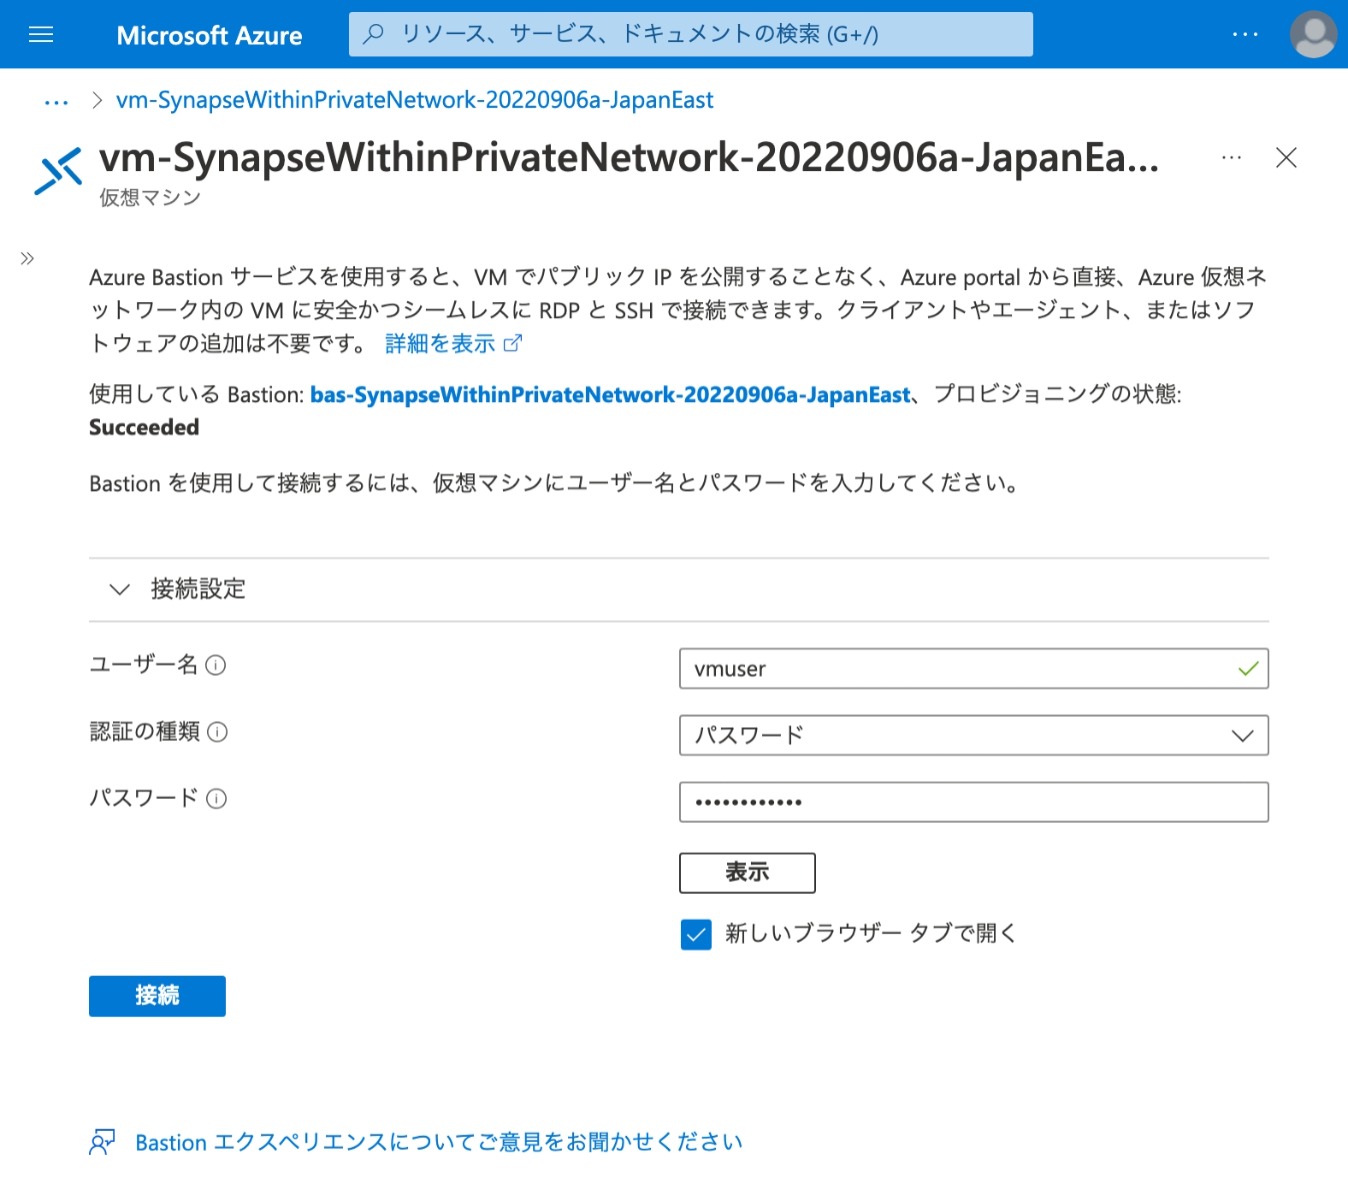 Microsoft Azure
リソース、サービス、ドキュメントの検索 (G+/)
vm-SynapseWithinPrivateNetwork-20220906a-JapanEast
vm-SynapseWithinPrivateNetwork-20220906a-JapanEa...
仮想マシン
Azure Bastion サービスを使用すると、VM でパブリック IP を公開することなく、Azure portal から直接、Azure 仮想ネ
ットワーク内の VM に安全かつシームレスに RDP と SSH で接続できます。クライアントやエージェント、またはソフ
トウェアの追加は不要です。 詳細を表示
使用している Bastion: bas-SynapseWithinPrivateNetwork-20220906a-JapanEast、プロビジョニングの状態:
Succeeded
Bastion を使用して接続するには、仮想マシンにユーザー名とパスワードを入力してください。
接続設定
ユーザー名
vmuser
認証の種類
パスワード
パスワード
••••••••••••
表示
新しいブラウザー タブで開く
接続
Bastion エクスペリエンスについてご意見をお聞かせください